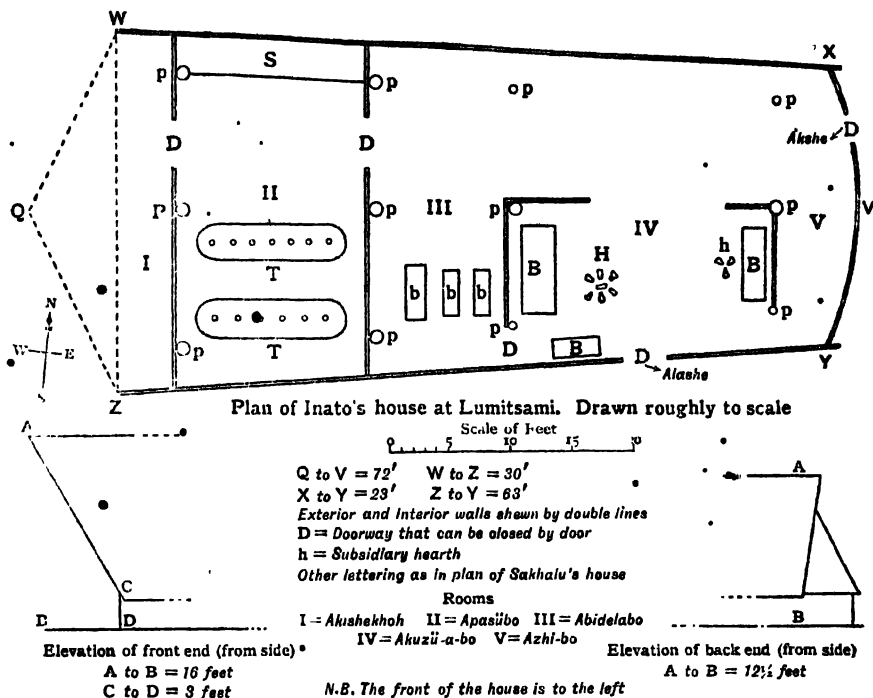 W
X
S
p
p
p
p
D
D
D
Akshe
Q
II
P
p
III
p
IV
p
V
V
I
T
H
h
B
B
b
b
b
N
W
E
T
p
p
p
D
B
D
p
Alashe
Y
Z
Plan of Inato's house at Lumitsami. Drawn roughly to scale
Scale of Feet
0 5 10 15 20
Q to V = 72' W to Z = 30'
X to Y = 23' Z to Y = 63'
Exterior and Interior walls shewn by double lines
D = Doorway that can be closed by door
h = Subsidiary hearth
Other lettering as in plan of Sakhalu's house
Rooms
I = Akishekhoh II = Apasübo III = Abidelabo
IV = Akuzü-a-bo V = Azhi-bo
A
C
D
Elevation of front end (from side)
A to B = 16 feet
C to D = 3 feet
A
B
Elevation of back end (from side)
A to B = 12½ feet
N.B. The front of the house is to the left